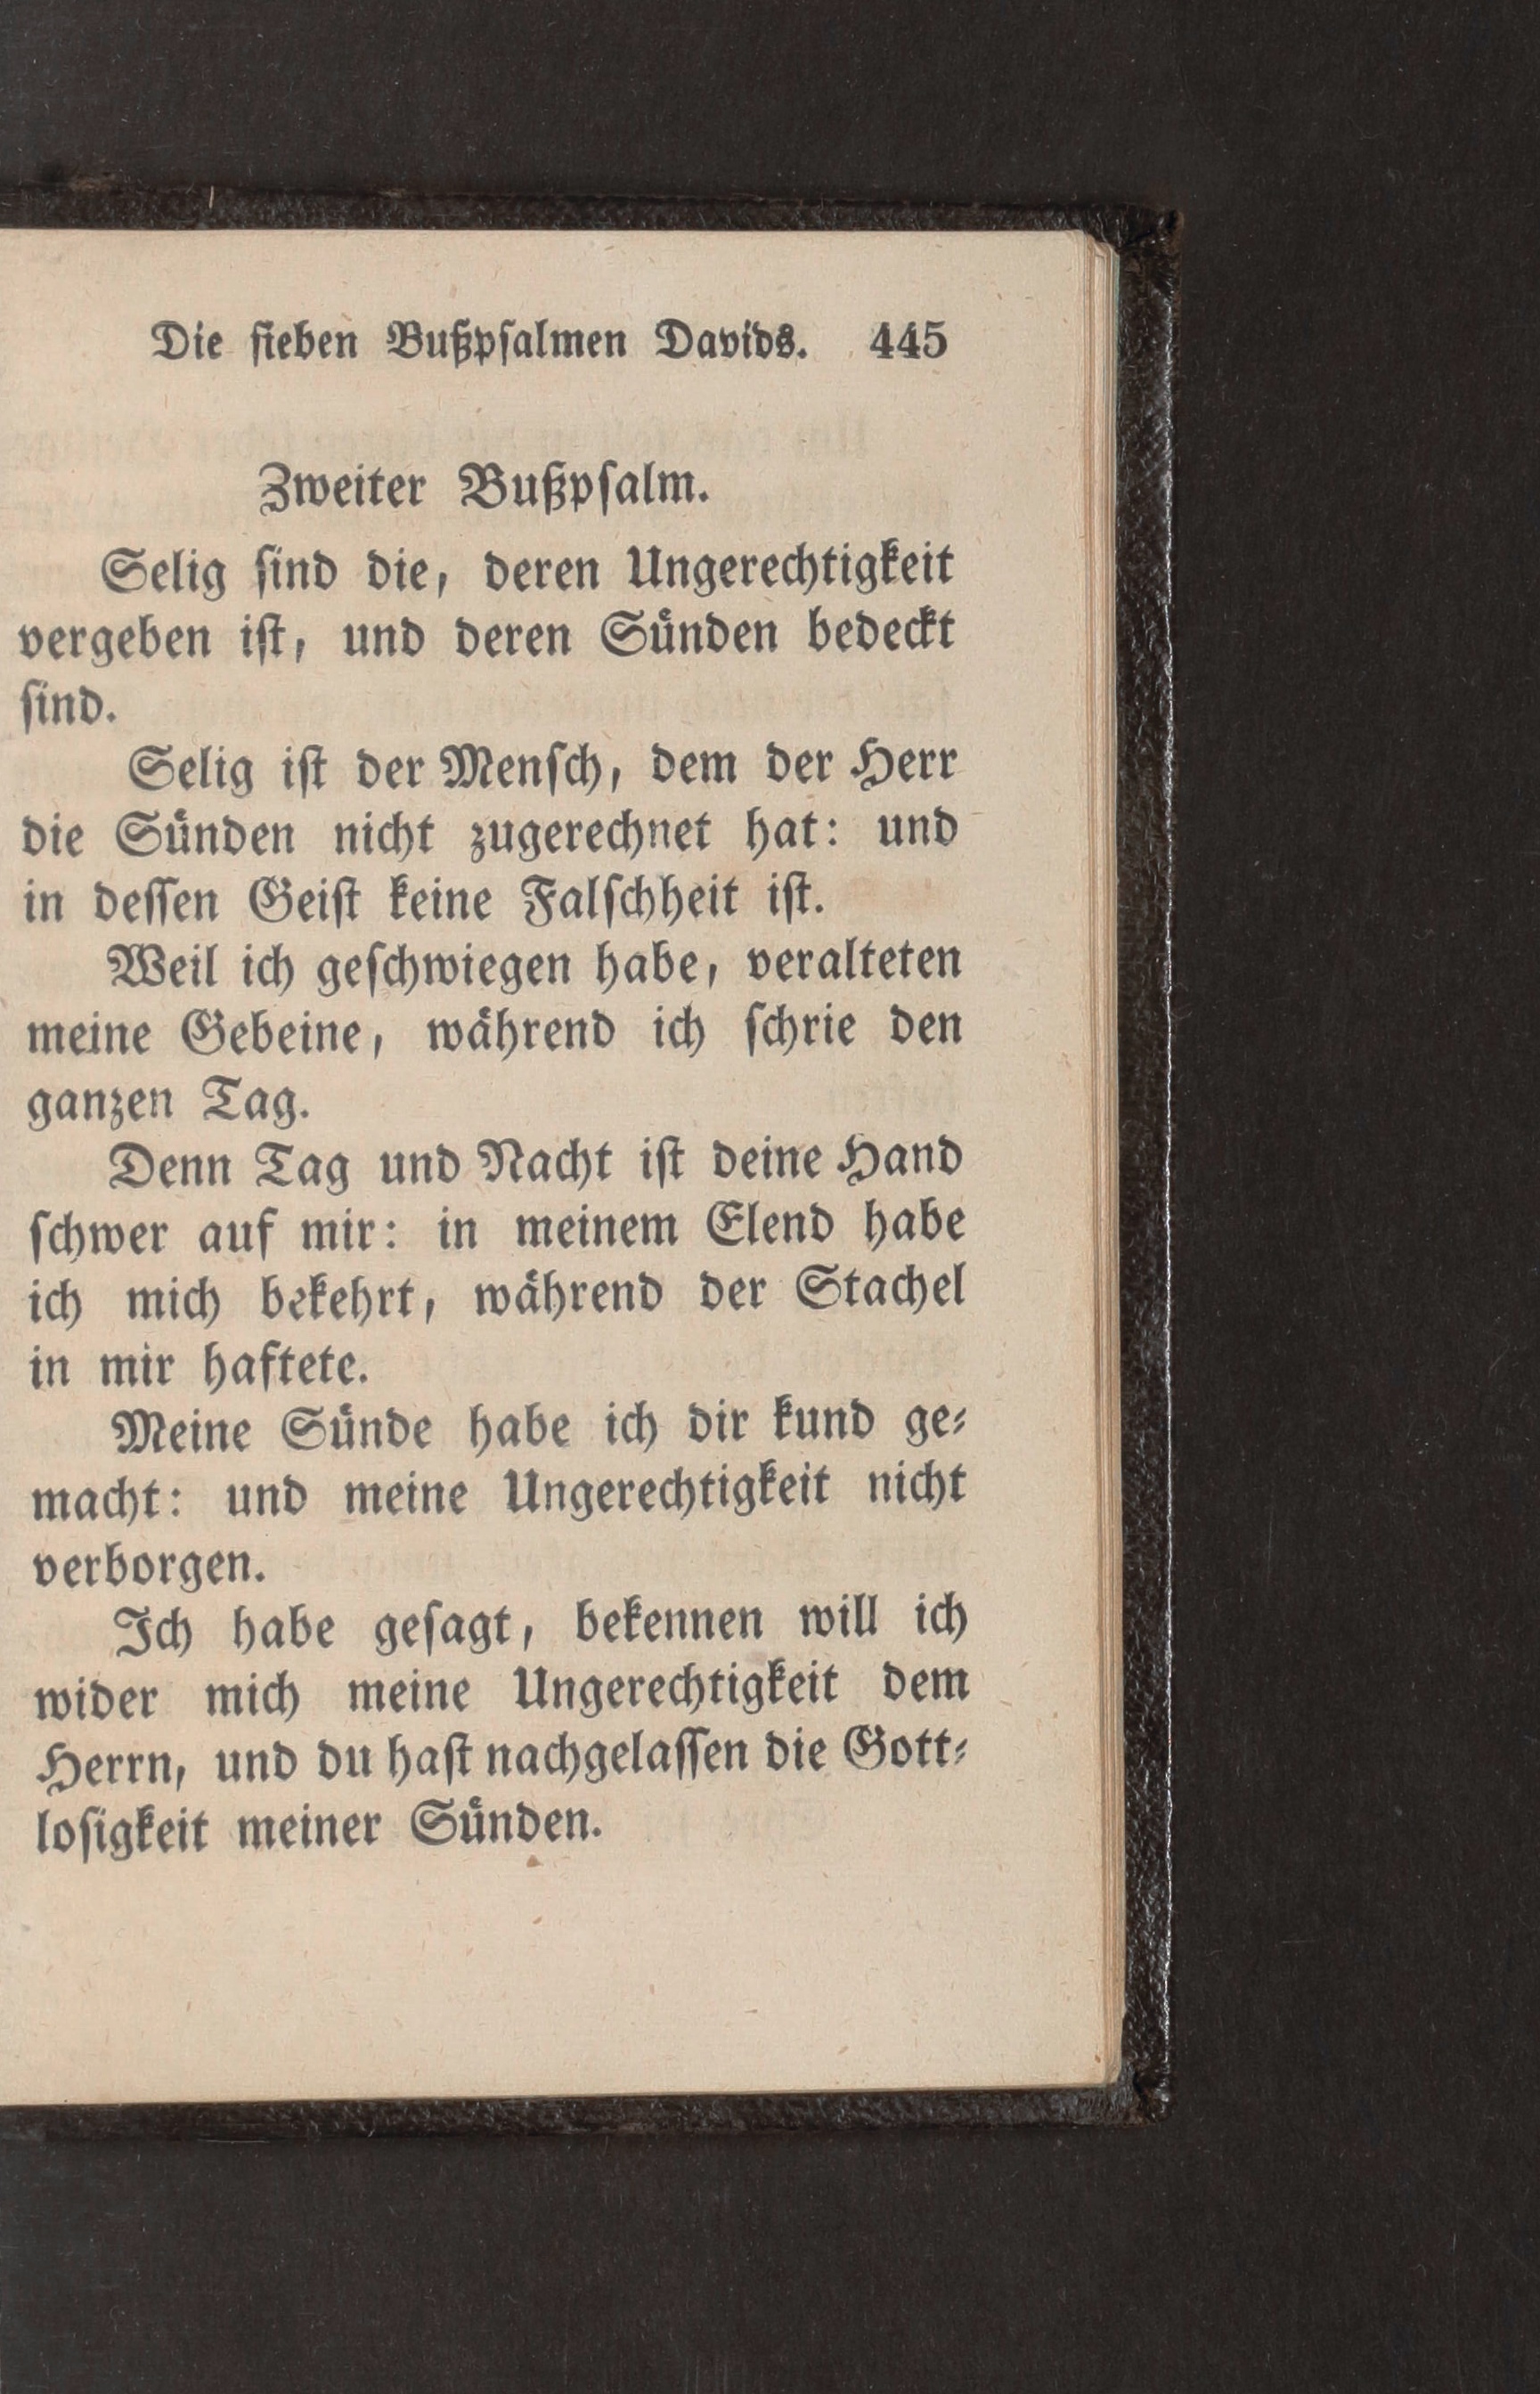 Die ſieben Bußpſalmen Davids. 445
Zweiter Bußpſalm.
Selig ſind die, deren Ungerechtigkeit
vergeben iſt, und deren Sünden bedeckt
ſind.
Selig iſt der Menſch, dem der Herr
die Sünden nicht zugerechnet hat: und
in deſſen Geiſt keine Falſchheit iſt.
Weil ich geſchwiegen habe, veralteten
meine Gebeine, während ich ſchrie den
ganzen Tag.
Denn Tag und Nacht iſt deine Hand
ſchwer auf mir: in meinem Elend habe
ich mich bekehrt, während der Stachel
in mir haftete.
Meine Sünde habe ich dir kund ge⸗
macht: und meine Ungerechtigkeit nicht
verborgen.
Ich habe geſagt, bekennen will ich
wider mich meine Ungerechtigkeit dem
Herrn, und du haſt nachgelaſſen die Gott⸗
loſigkeit meiner Sünden.